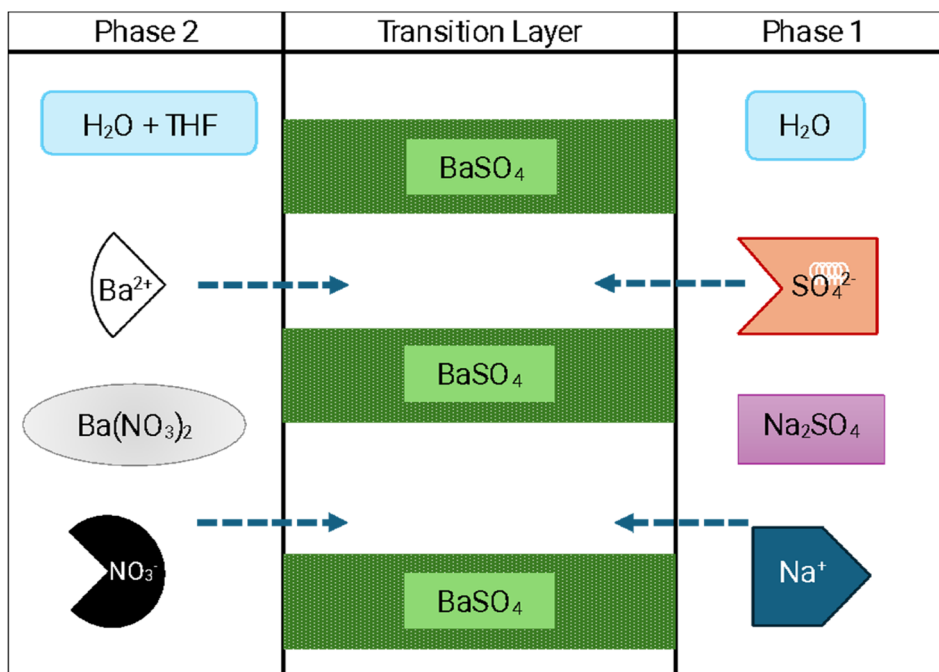 Phase 2 Transition Layer Phase 1
H₂O + THF
BaSO₄
H₂O
Ba²⁺
SO₄²⁻
BaSO₄
Ba(NO₃)₂
Na₂SO₄
NO₃⁻
BaSO₄
Na⁺